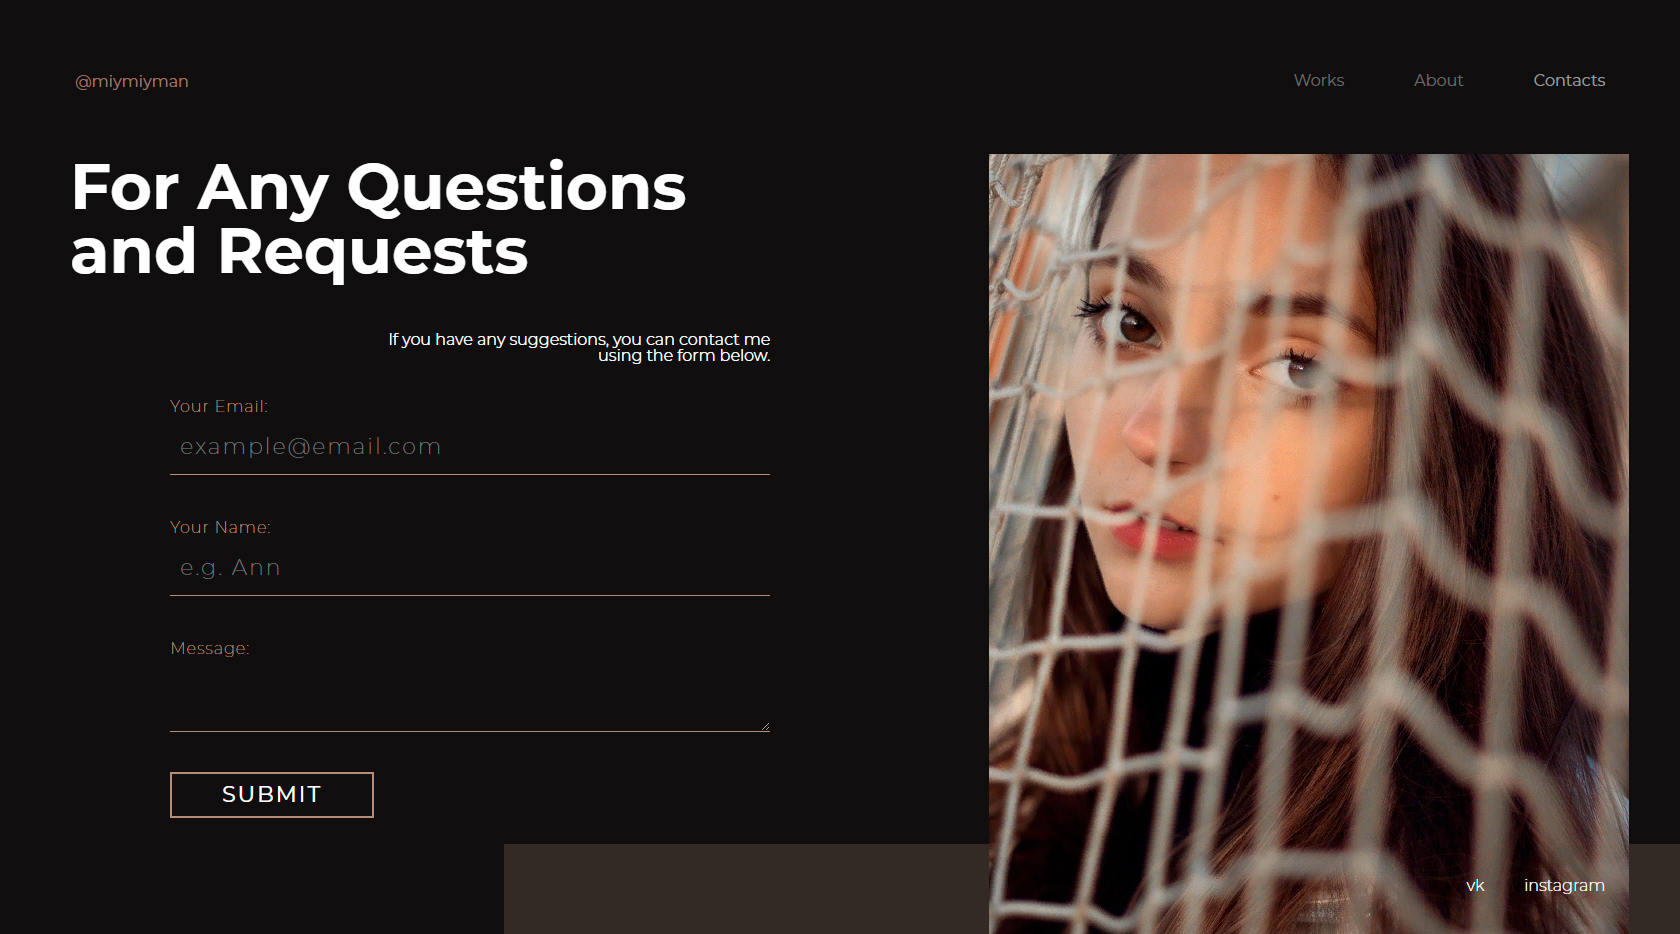 @miymiyman
Works
About
Contacts
For Any Questions
and Requests
If you have any suggestions, you can contact me
using the form below.
Your Email:
example@email.com
Your Name:
e.g. Ann
Message:
SUBMIT
vk
instagram